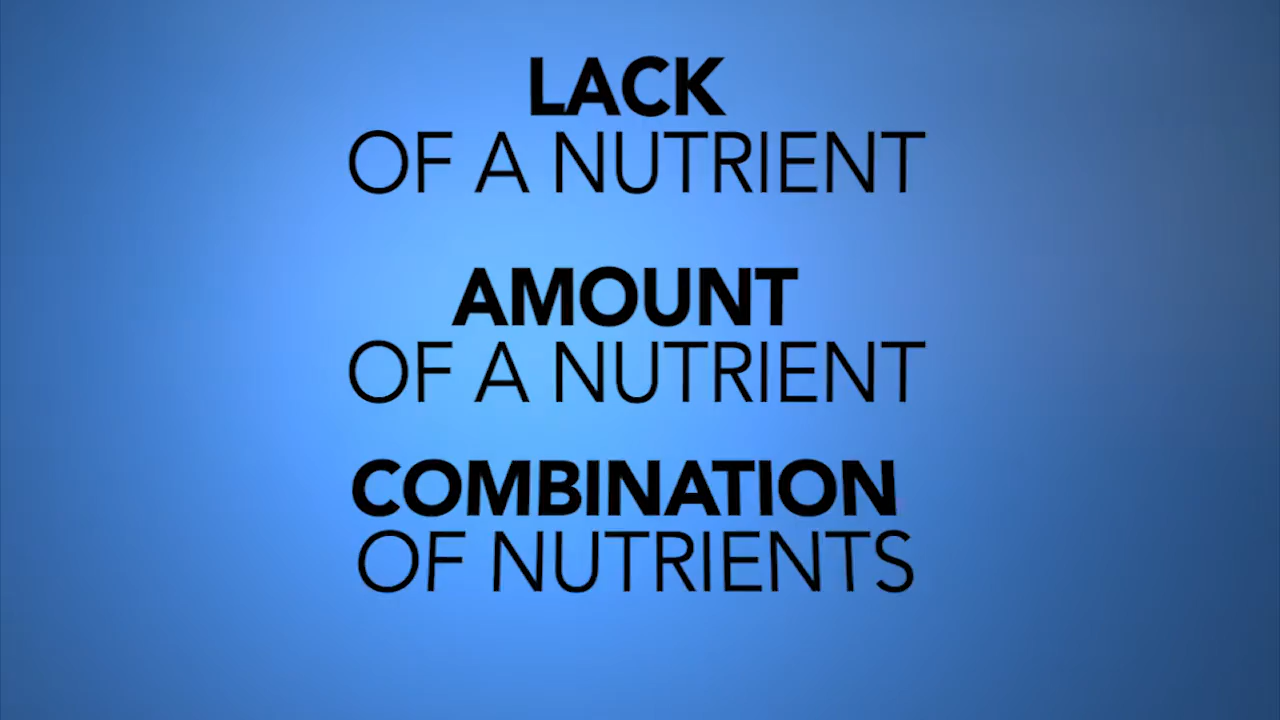 LACK
OF A NUTRIENT
AMOUNT
OF A NUTRIENT
COMBINATION
OF NUTRIENTS